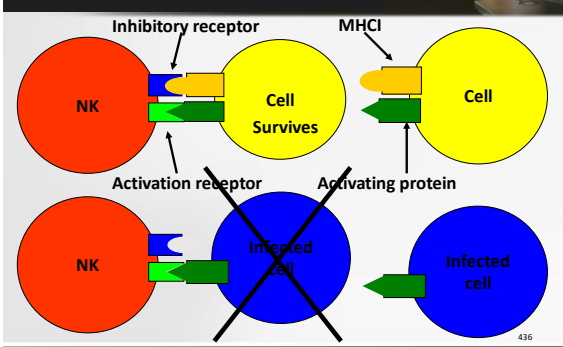 Inhibitory receptor
MHCI
NK
Cell
Survives
Cell
Activation receptor
Activating protein
NK
Infected
cell
Infected
cell
436